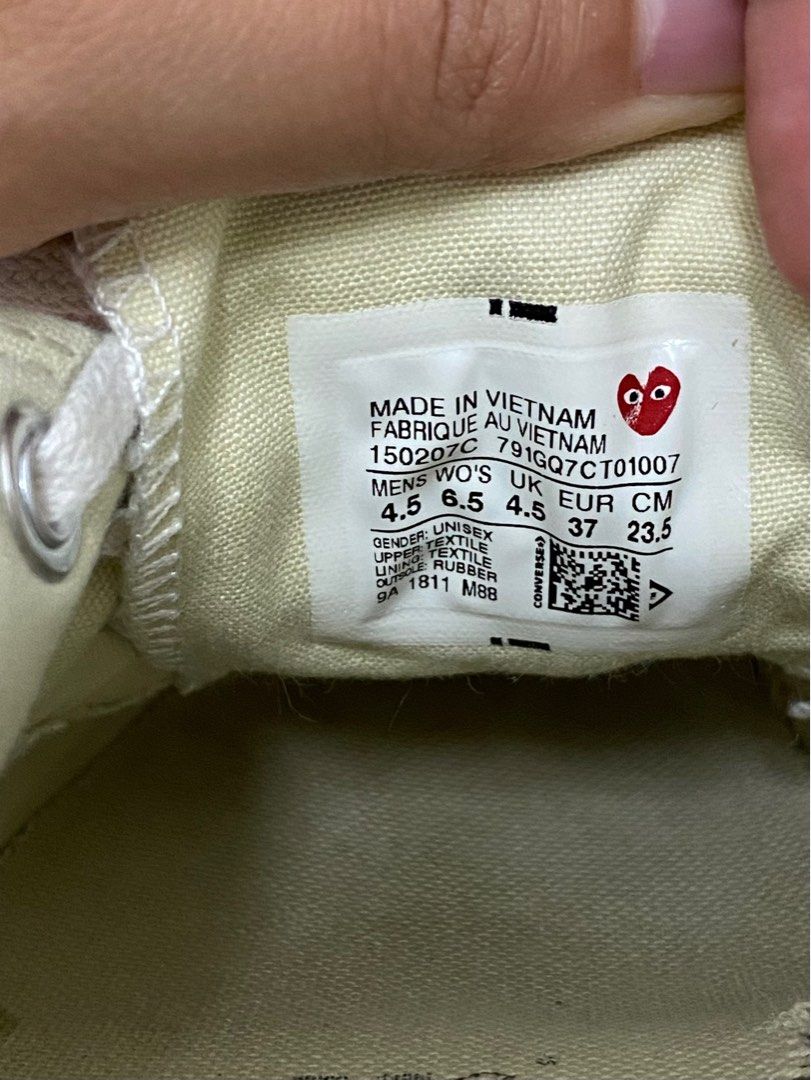 MADE IN VIETNAM
FABRIQUE AU VIETNAM
150207C 791GQ7CT01007
MENS WO'S UK EUR CM
4.5 6.5 4.5 37 23.5
GENDER: UNISEX
UPPER: TEXTILE
LINING: TEXTILE
OUTSOLE: RUBBER
9A 1811 M88
CONVERSE